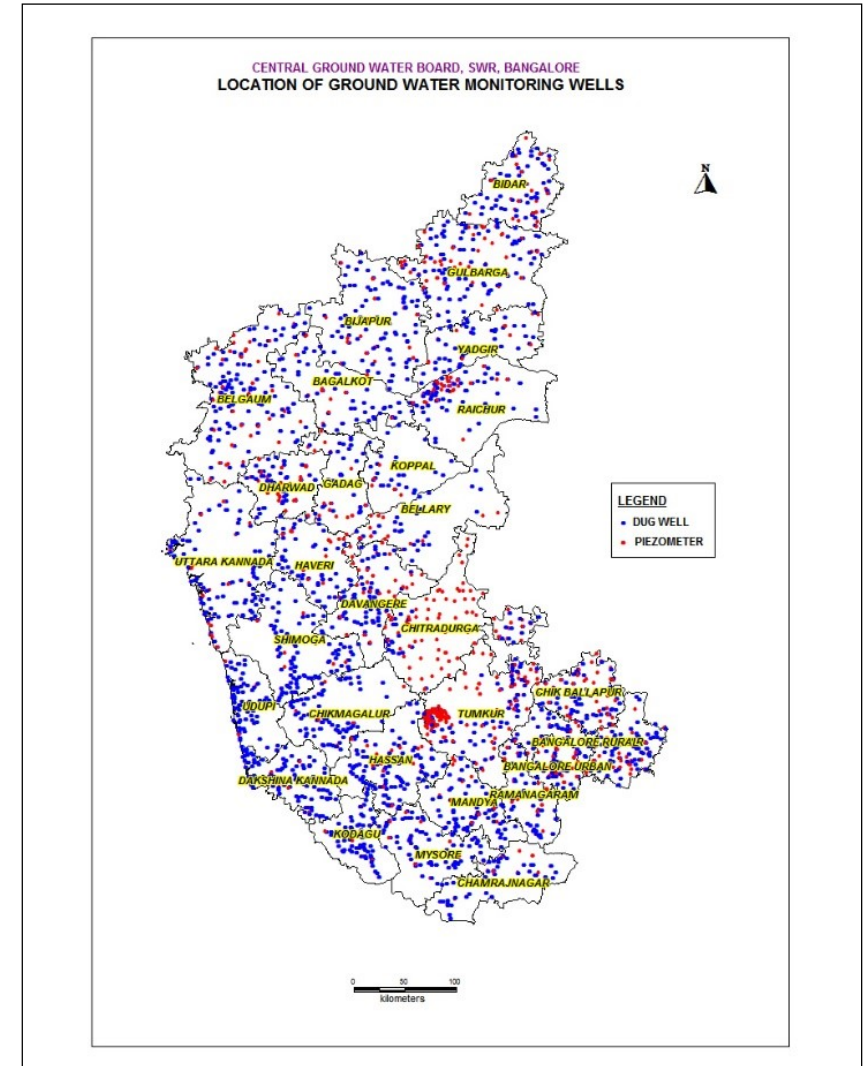 CENTRAL GROUND WATER BOARD, SWR, BANGALORE
LOCATION OF GROUND WATER MONITORING WELLS
N
BIDAR
GULBARGA
BIJAPUR
YADGIR
BAGALKOT
BELGAUM
RAICHUR
KOPPAL
DHARWAD
GADAG
BELLARY
LEGEND
DUG WELL
PIEZOMETER
UTTARA KANNADA
HAVERI
DAVANGERE
CHITRADURGA
SHIMOGA
CHIK BALLAPUR
UDUPI
CHIKMAGALUR
TUMKUR
BANGALORE RURAL
HASSAN
BANGALORE URBAN
DAKSHINA KANNADA
RAMANAGARAM
MANDYA
KODAGU
MYSORE
CHAMRAJNAGAR
0 50 100
kilometers